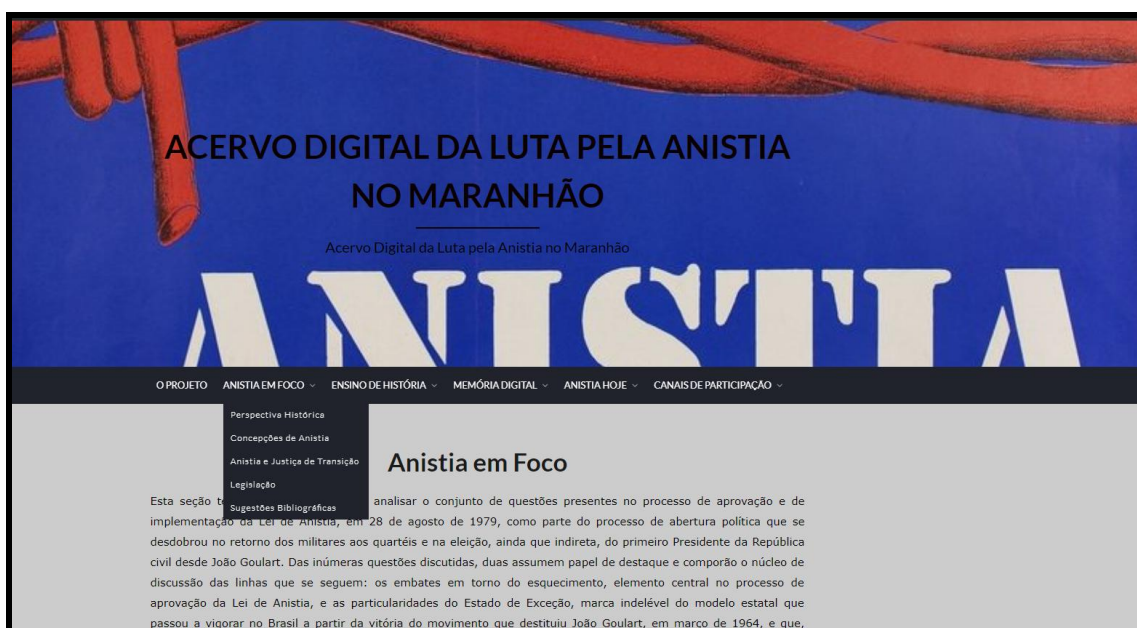 ACERVO DIGITAL DA LUTA PELA ANISTIA
NO MARANHÃO
Acervo Digital da Luta pela Anistia no Maranhão
ANISTIA
O PROJETO ANISTIA EM FOCO ENSINO DE HISTÓRIA MEMÓRIA DIGITAL ANISTIA HOJE CANAIS DE PARTICIPAÇÃO
Perspectiva Histórica
Concepções de Anistia
Anistia e Justiça de Transição
Legislação
Sugestões Bibliográficas
Anistia em Foco
Esta seção analisar o conjunto de questões presentes no processo de aprovação e de
implementação da Lei de Anistia, em 28 de agosto de 1979, como parte do processo de abertura política que se
desdobrou no retorno dos militares aos quartéis e na eleição, ainda que indireta, do primeiro Presidente da República
civil desde João Goulart. Das inúmeras questões discutidas, duas assumem papel de destaque e comporão o núcleo de
discussão das linhas que se seguem: os embates em torno do esquecimento, elemento central no processo de
aprovação da Lei de Anistia, e as particularidades do Estado de Exceção, marca indelével do modelo estatal que
passou a vigorar no Brasil a partir da vitória do movimento que destituiu João Goulart, em março de 1964, e que,